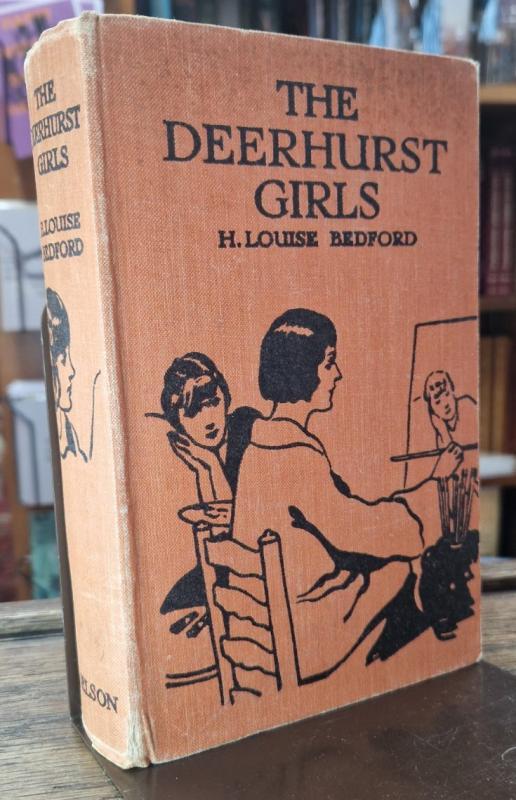 THE
DEERHURST
GIRLS
H. LOUISE BEDFORD
THE
DEERHURST
GIRLS
LOUISE
BEDFORD